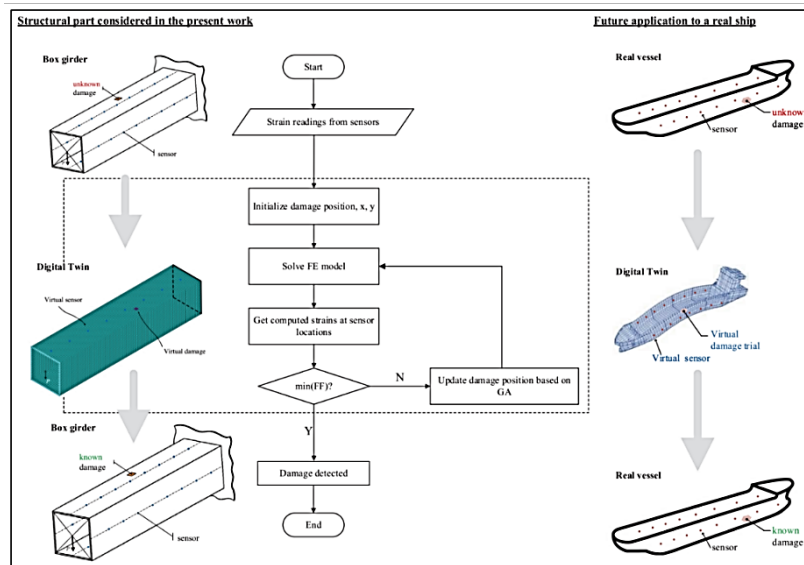 Structural part considered in the present work
Box girder
unknown
damage
sensor
Digital Twin
Virtual sensor
Virtual damage
Box girder
known
damage
sensor
Start
Strain readings from sensors
Initialize damage position, x, y
Solve FE model
Get computed strains at sensor
locations
min(FF)?
N
Update damage position based on
GA
Y
Damage detected
End
Future application to a real ship
Real vessel
sensor
unknown
damage
Digital Twin
Virtual
damage trial
Virtual sensor
Real vessel
sensor
known
damage